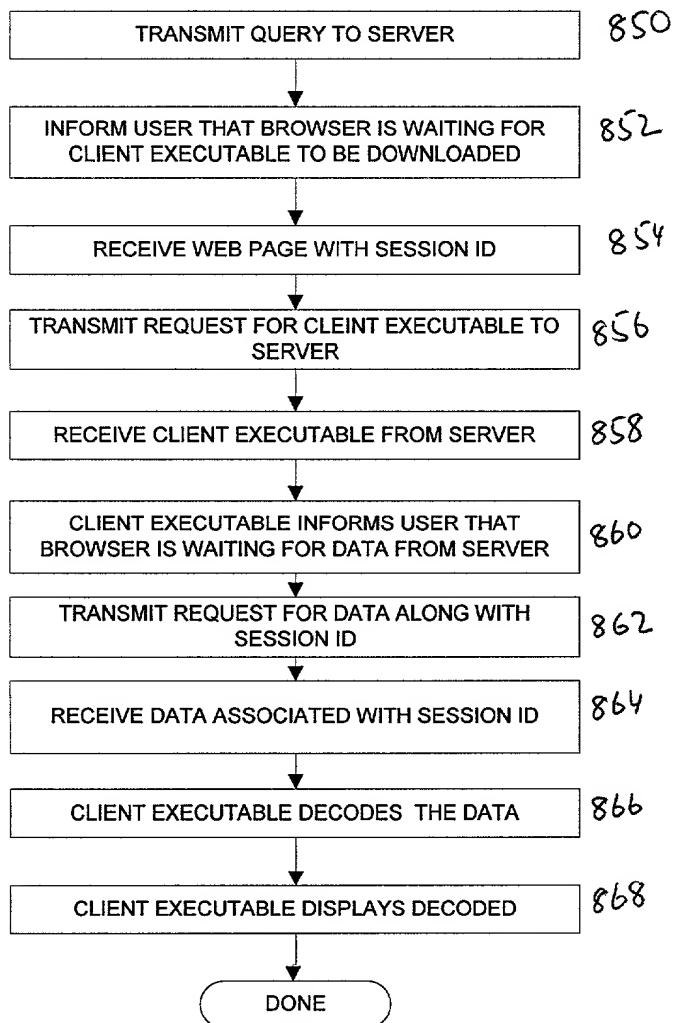 TRANSMIT QUERY TO SERVER 850
INFORM USER THAT BROWSER IS WAITING FOR 852
CLIENT EXECUTABLE TO BE DOWNLOADED
RECEIVE WEB PAGE WITH SESSION ID 854
TRANSMIT REQUEST FOR CLEINT EXECUTABLE TO 856
SERVER
RECEIVE CLIENT EXECUTABLE FROM SERVER 858
CLIENT EXECUTABLE INFORMS USER THAT 860
BROWSER IS WAITING FOR DATA FROM SERVER
TRANSMIT REQUEST FOR DATA ALONG WITH 862
SESSION ID
RECEIVE DATA ASSOCIATED WITH SESSION ID 864
CLIENT EXECUTABLE DECODES THE DATA 866
CLIENT EXECUTABLE DISPLAYS DECODED 868
DONE